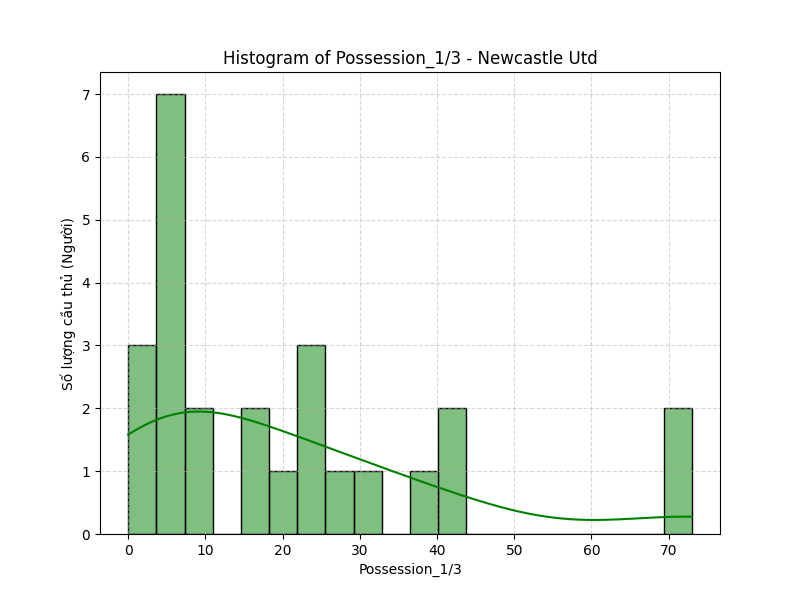 Histogram of Possession_1/3 - Newcastle Utd
Số lượng cầu thủ (Người)
7
6
5
4
3
2
1
0
0 10 20 30 40 50 60 70
Possession_1/3